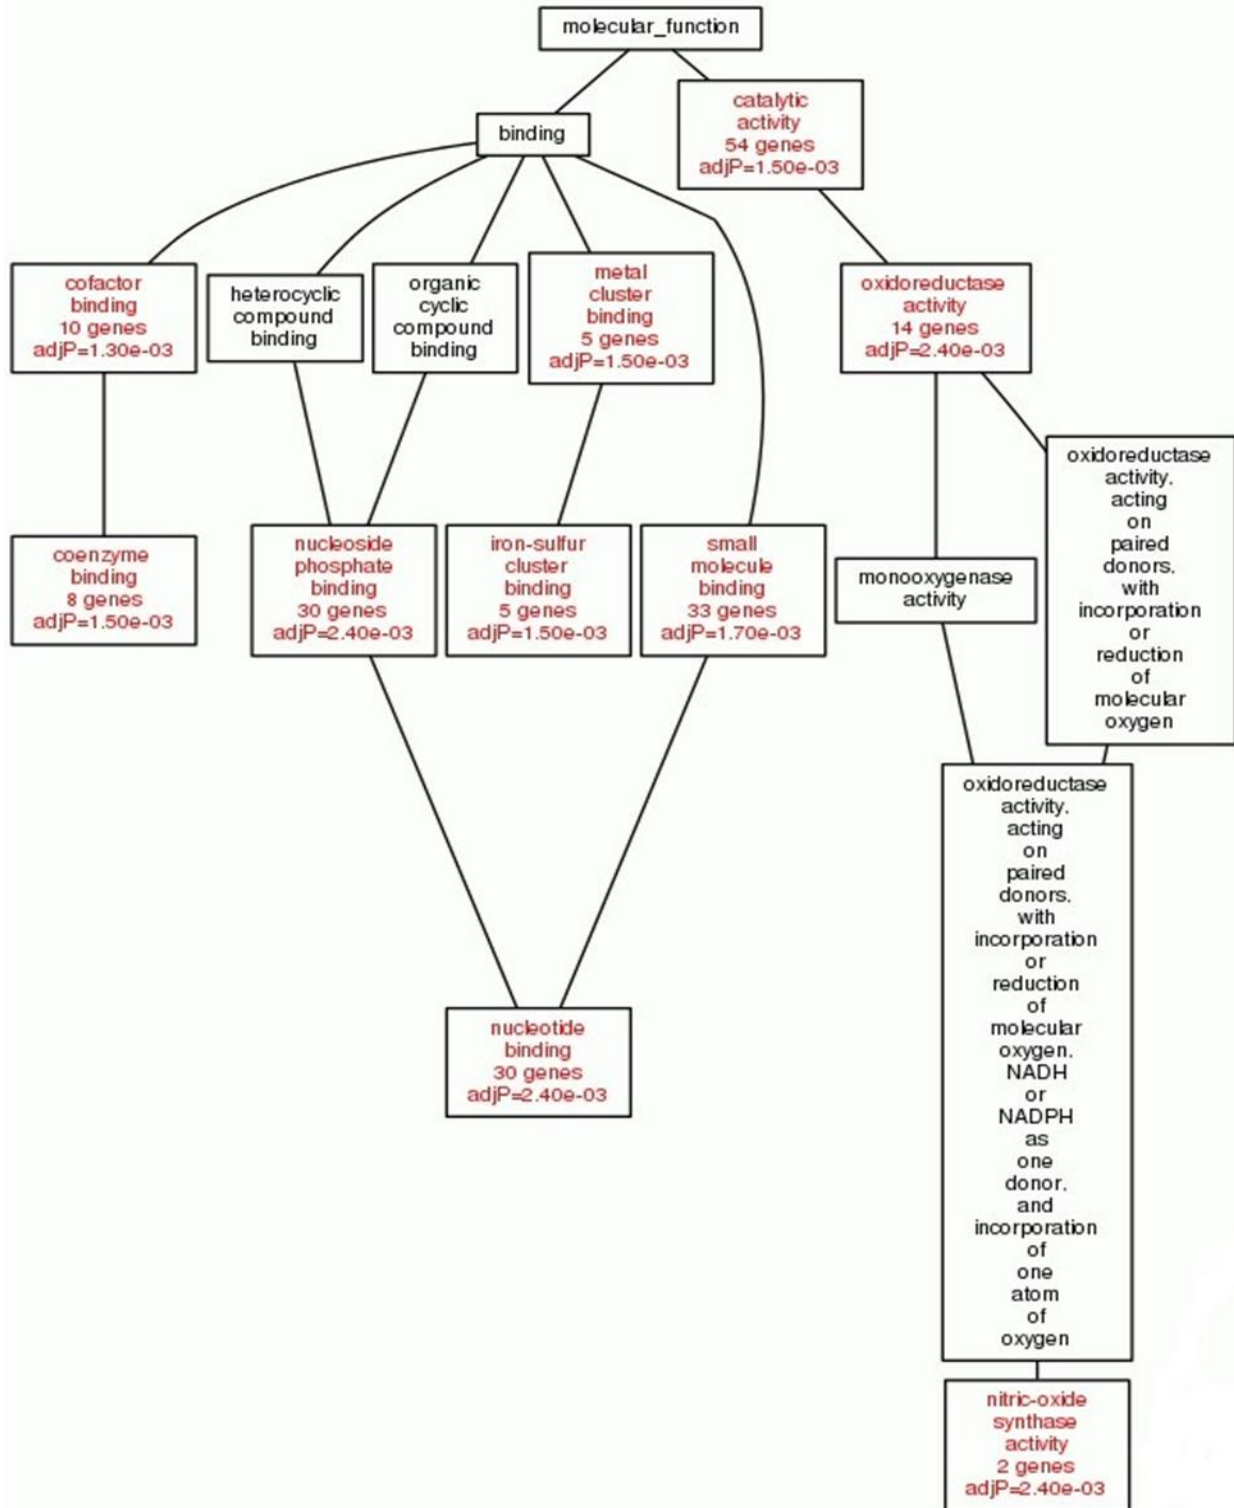 molecular_function
catalytic
activity
54 genes
adjP=1.50e-03
binding
cofactor
binding
10 genes
adjP=1.30e-03
heterocyclic
compound
binding
organic
cyclic
compound
binding
metal
cluster
binding
5 genes
adjP=1.50e-03
oxidoreductase
activity
14 genes
adjP=2.40e-03
coenzyme
binding
8 genes
adjP=1.50e-03
nucleoside
phosphate
binding
30 genes
adjP=2.40e-03
iron-sulfur
cluster
binding
5 genes
adjP=1.50e-03
small
molecule
binding
33 genes
adjP=1.70e-03
monooxygenase
activity
oxidoreductase
activity.
acting
on
paired
donors.
with
incorporation
or
reduction
of
molecular
oxygen
oxidoreductase
activity.
acting
on
paired
donors.
with
incorporation
or
reduction
of
molecular
oxygen.
NADH
or
NADPH
as
one
donor.
and
incorporation
of
one
atom
of
oxygen
nucleotide
binding
30 genes
adjP=2.40e-03
nitric-oxide
synthase
activity
2 genes
adjP=2.40e-03